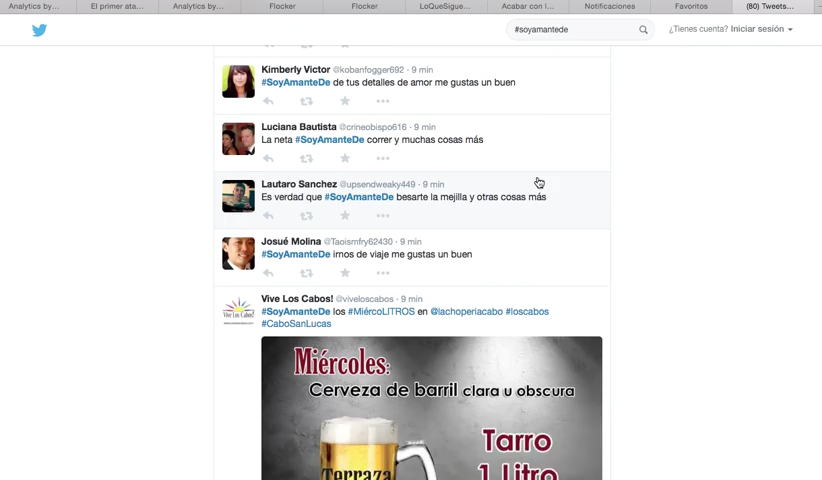 Analytics by...
El primer ata...
Analytics by...
Flocker
Flocker
LoQueSigue...
Acabar con l...
Notificaciones
Favoritos
(80) Tweets...
#soyamantede
¿Tienes cuenta? Iniciar sesión
Kimberly Victor @kobanfogger692 · 9 min
#SoyAmanteDe de tus detalles de amor me gustas un buen
Luciana Bautista @crineobispo616 · 9 min
La neta #SoyAmanteDe correr y muchas cosas más
Lautaro Sanchez @upsendweaky449 · 9 min
Es verdad que #SoyAmanteDe besarte la mejilla y otras cosas más
Josué Molina @Taoismfry62430 · 9 min
#SoyAmanteDe irnos de viaje me gustas un buen
Vive Los Cabos! @viveloscabos · 9 min
#SoyAmanteDe los #MiércoLITROS en @lachoperiacabo #loscabos
#CaboSanLucas
Vive Los Cabos!
Miércoles:
Cerveza de barril clara u obscura
Tarro
1 Litro
Terraza